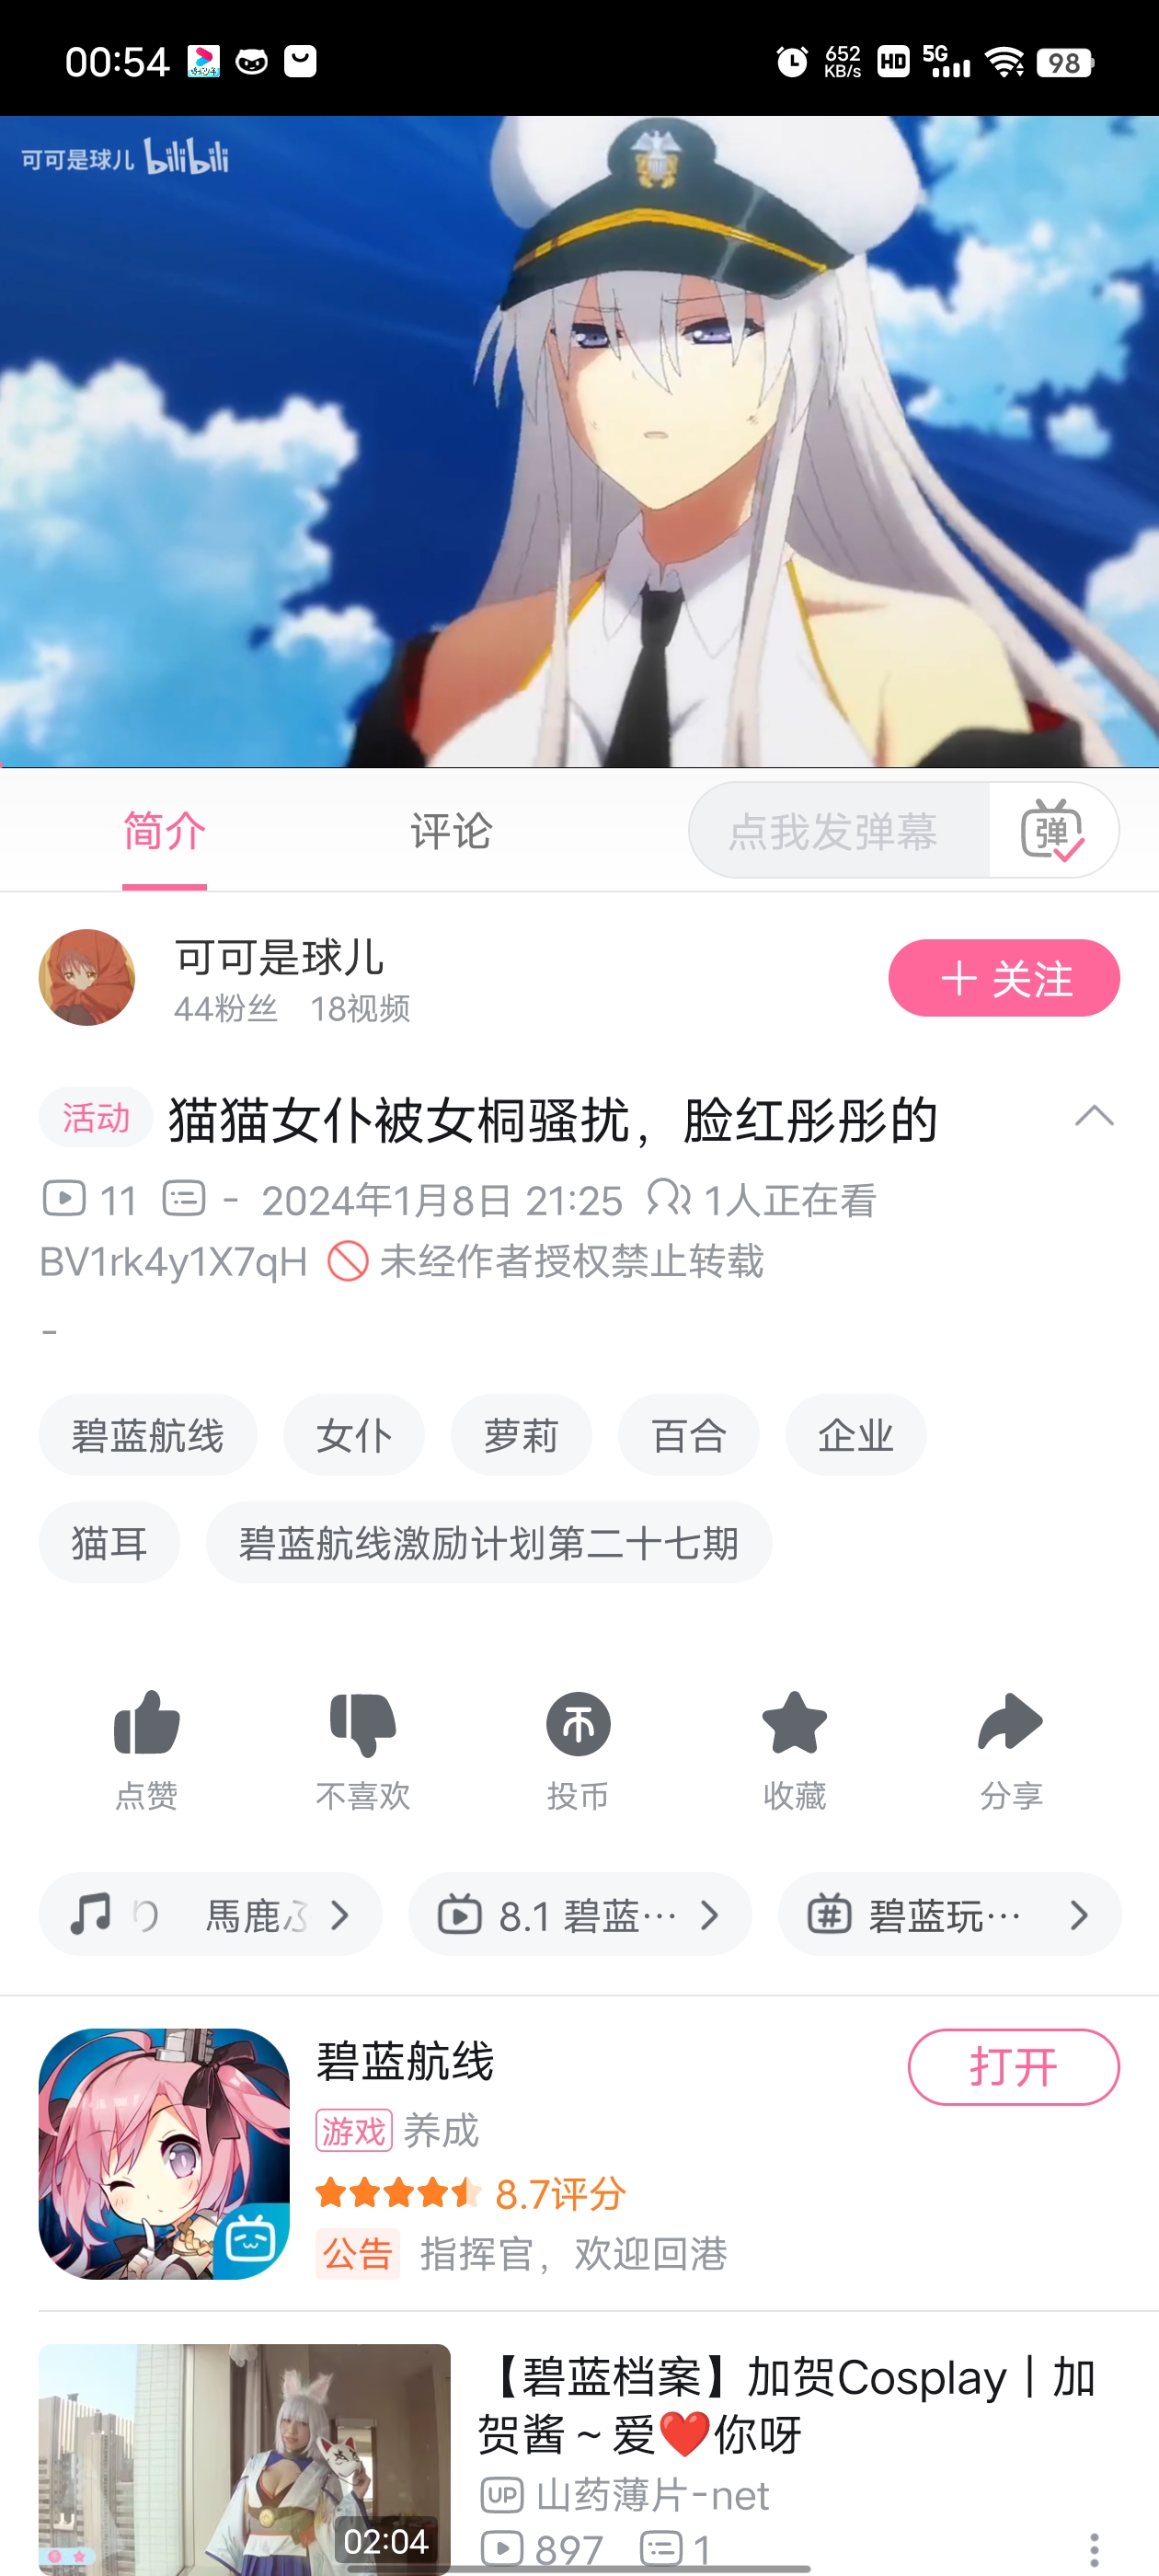 00:54
652 KB/s HD 5G 98
可可是球儿 bilibili
简介 评论 点我发弹幕 弹
可可是球儿
44粉丝 18视频
关注
活动 猫猫女仆被女桐骚扰，脸红彤彤的
11 - 2024年1月8日 21:25 1人正在看
BV1rk4y1X7qH 未经作者授权禁止转载
-
碧蓝航线 女仆 萝莉 百合 企业
猫耳 碧蓝航线激励计划第二十七期
点赞 不喜欢 投币 收藏 分享
り 馬鹿ふ 8.1 碧蓝… 碧蓝玩…
碧蓝航线
打开
游戏 养成
8.7评分
公告 指挥官，欢迎回港
【碧蓝档案】加贺Cosplay｜加
贺酱～爱❤️你呀
UP 山药薄片-net
02:04
897 1